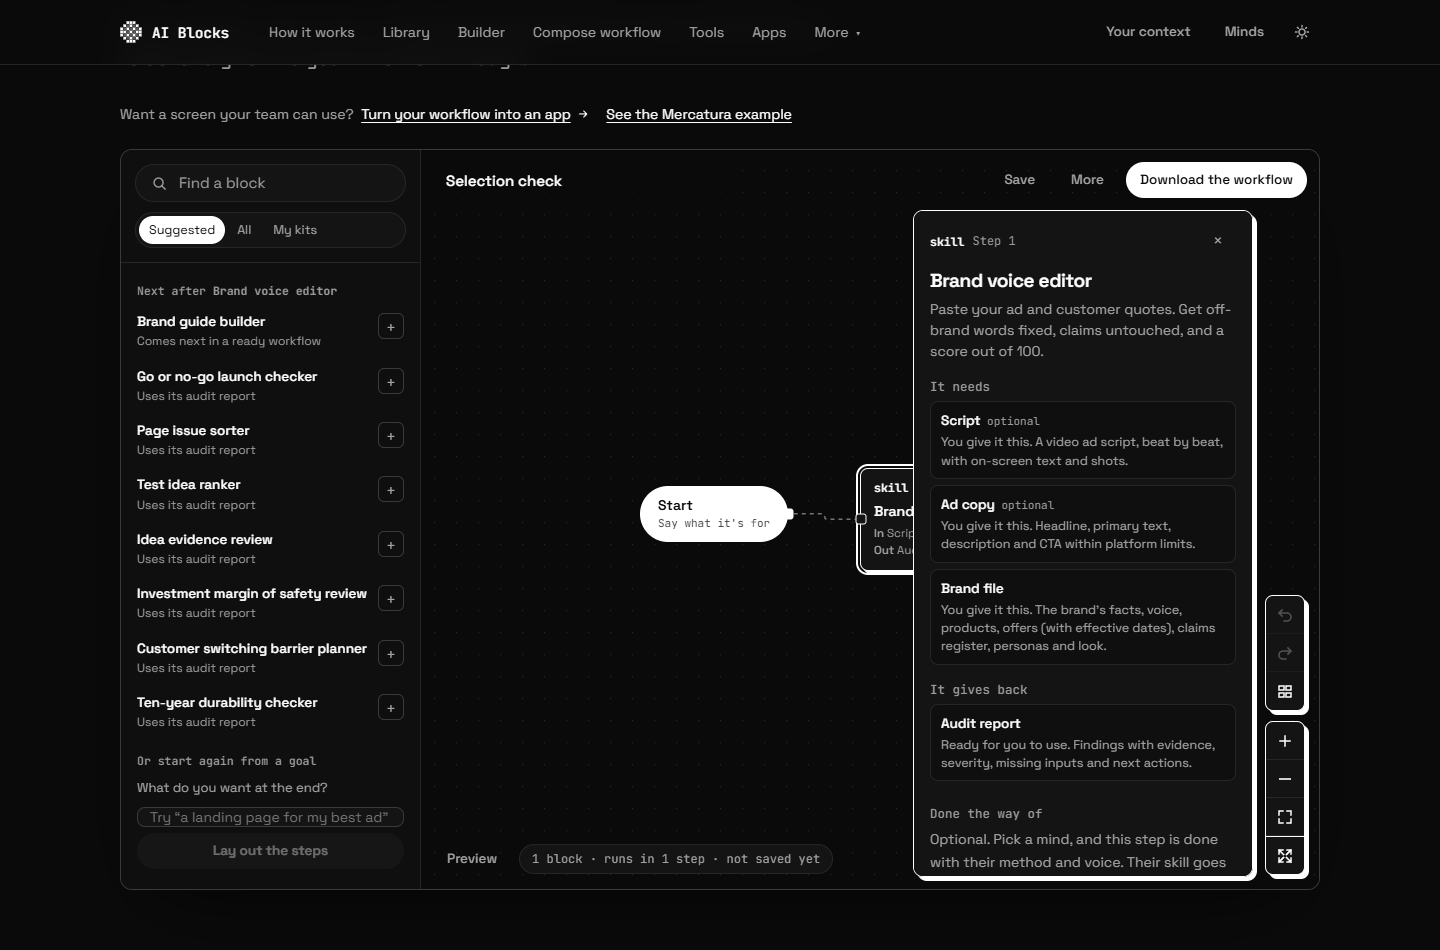 AI Blocks
How it works
Library
Builder
Compose workflow
Tools
Apps
More
Your context
Minds
Want a screen your team can use? Turn your workflow into an app → See the Mercatura example
Find a block
Suggested
All
My kits
Next after Brand voice editor
Brand guide builder
Comes next in a ready workflow
Go or no-go launch checker
Uses its audit report
Page issue sorter
Uses its audit report
Test idea ranker
Uses its audit report
Idea evidence review
Uses its audit report
Investment margin of safety review
Uses its audit report
Customer switching barrier planner
Uses its audit report
Ten-year durability checker
Uses its audit report
Or start again from a goal
What do you want at the end?
Try “a landing page for my best ad”
Lay out the steps
Selection check
Save
More
Download the workflow
Start
Say what it's for
skill
Brand
In Scrip
Out Au
skill Step 1
×
Brand voice editor
Paste your ad and customer quotes. Get off-
brand words fixed, claims untouched, and a
score out of 100.
It needs
Script optional
You give it this. A video ad script, beat by beat,
with on-screen text and shots.
Ad copy optional
You give it this. Headline, primary text,
description and CTA within platform limits.
Brand file
You give it this. The brand's facts, voice,
products, offers (with effective dates), claims
register, personas and look.
It gives back
Audit report
Ready for you to use. Findings with evidence,
severity, missing inputs and next actions.
Done the way of
Optional. Pick a mind, and this step is done
with their method and voice. Their skill goes
Preview
1 block · runs in 1 step · not saved yet